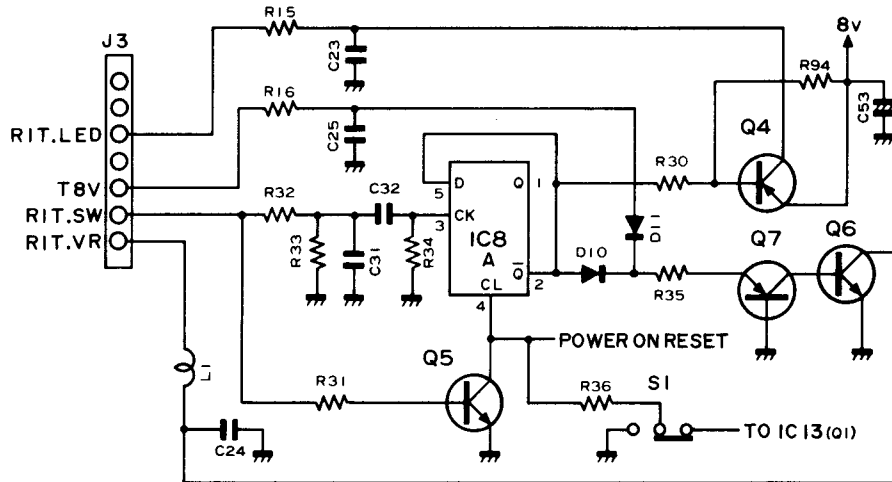 J3
R15
C23
8V
R94
C53
R16
C25
Q4
RIT.LED
T8V
RIT.SW
RIT.VR
R32
C32
R33
C31
R34
5
D
Q
1
3
CK
IC8
A
Q̅
2
CL
4
R30
D11
D10
R35
Q7
Q6
POWER ON RESET
Q5
L1
R31
R36
S1
C24
TO IC13(Q1)